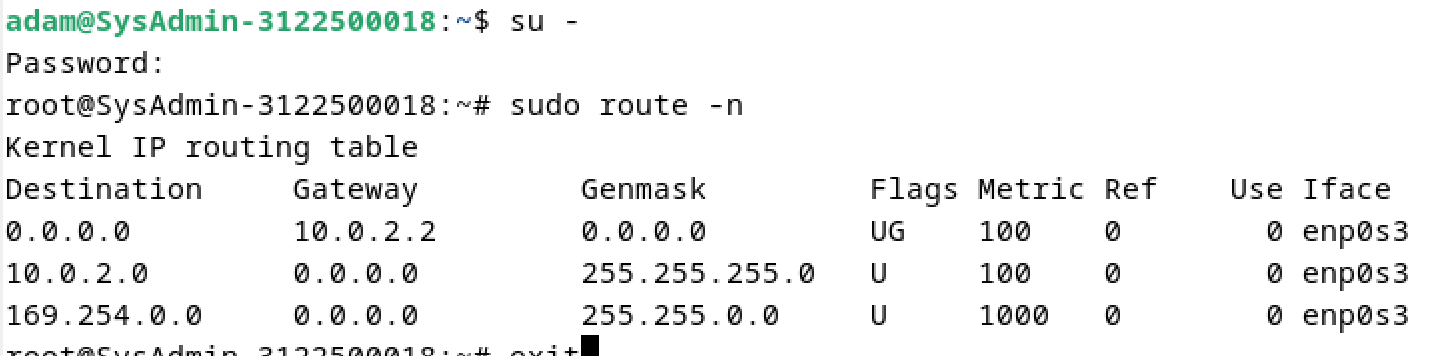 adam@SysAdmin-3122500018:~$ su -
Password:
root@SysAdmin-3122500018:~# sudo route -n
Kernel IP routing table
Destination     Gateway         Genmask         Flags Metric Ref    Use Iface
0.0.0.0         10.0.2.2        0.0.0.0         UG    100    0        0 enp0s3
10.0.2.0        0.0.0.0         255.255.255.0   U     100    0        0 enp0s3
169.254.0.0     0.0.0.0         255.255.0.0     U     1000   0        0 enp0s3
root@SysAdmin-3122500018:~# exit